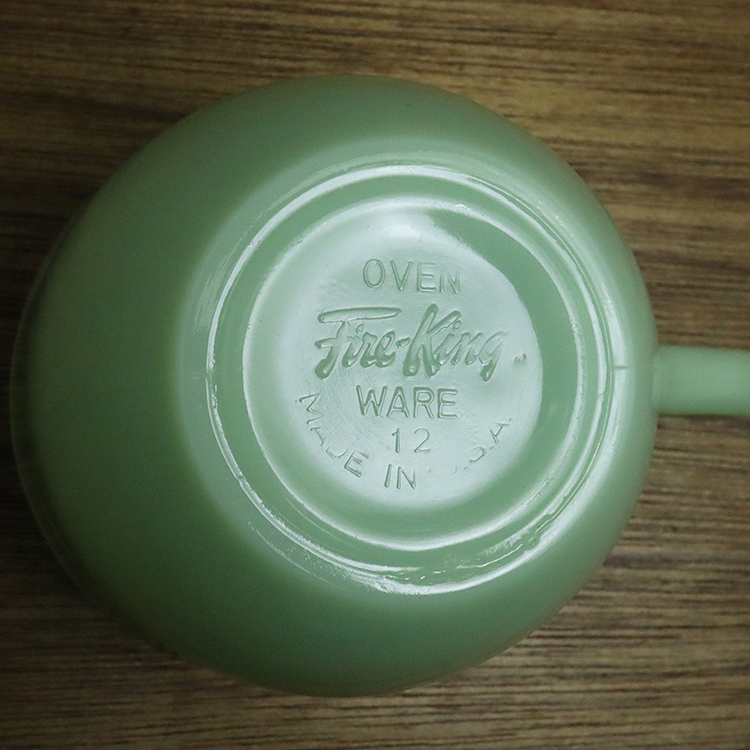 OVEN
Fire-King
WARE
12
MADE IN U.S.A.